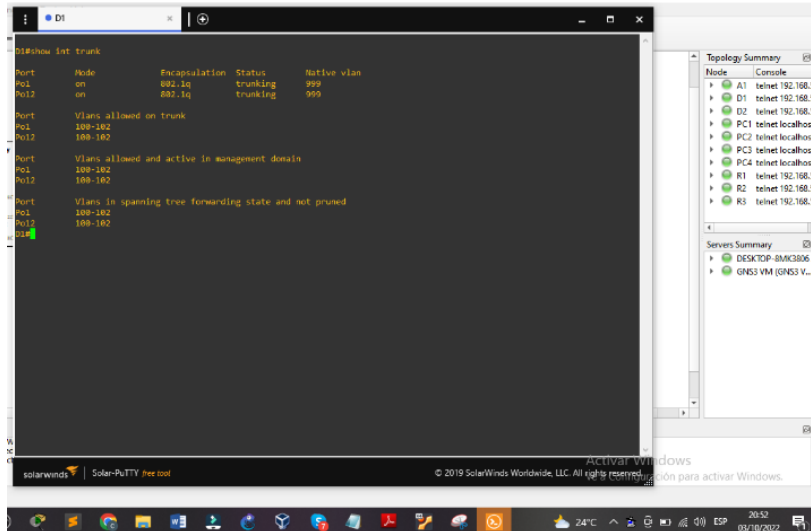 D1
D1#show int trunk
Port Mode Encapsulation Status Native vlan
Po1 on 802.1q trunking 999
Po12 on 802.1q trunking 999
Port Vlans allowed on trunk
Po1 100-102
Po12 100-102
Port Vlans allowed and active in management domain
Po1 100-102
Po12 100-102
Port Vlans in spanning tree forwarding state and not pruned
Po1 100-102
Po12 100-102
D1#
solarwinds Solar-PuTTY free tool © 2019 SolarWinds Worldwide, LLC. All rights reserved.
Topology Summary
Node Console
A1 telnet 192.168.
D1 telnet 192.168.
D2 telnet 192.168.
PC1 telnet localhos
PC2 telnet localhos
PC3 telnet localhos
PC4 telnet localhos
R1 telnet 192.168.
R2 telnet 192.168.
R3 telnet 192.168.
Servers Summary
DESKTOP-8MK3806
GNS3 VM (GNS3 V...
Activar Windows
para activar Windows.
24°C ESP 20:52
03/10/2022